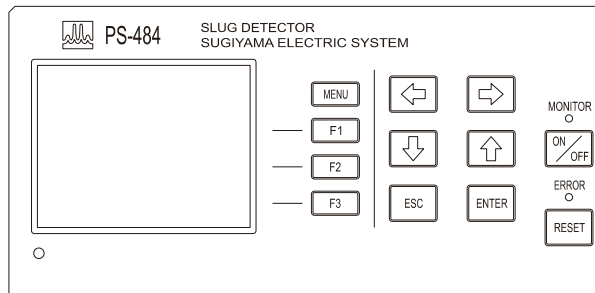 PS-484
SLUG DETECTOR
SUGIYAMA ELECTRIC SYSTEM
MENU
F1
F2
F3
ESC
ENTER
MONITOR
ON/OFF
ERROR
RESET